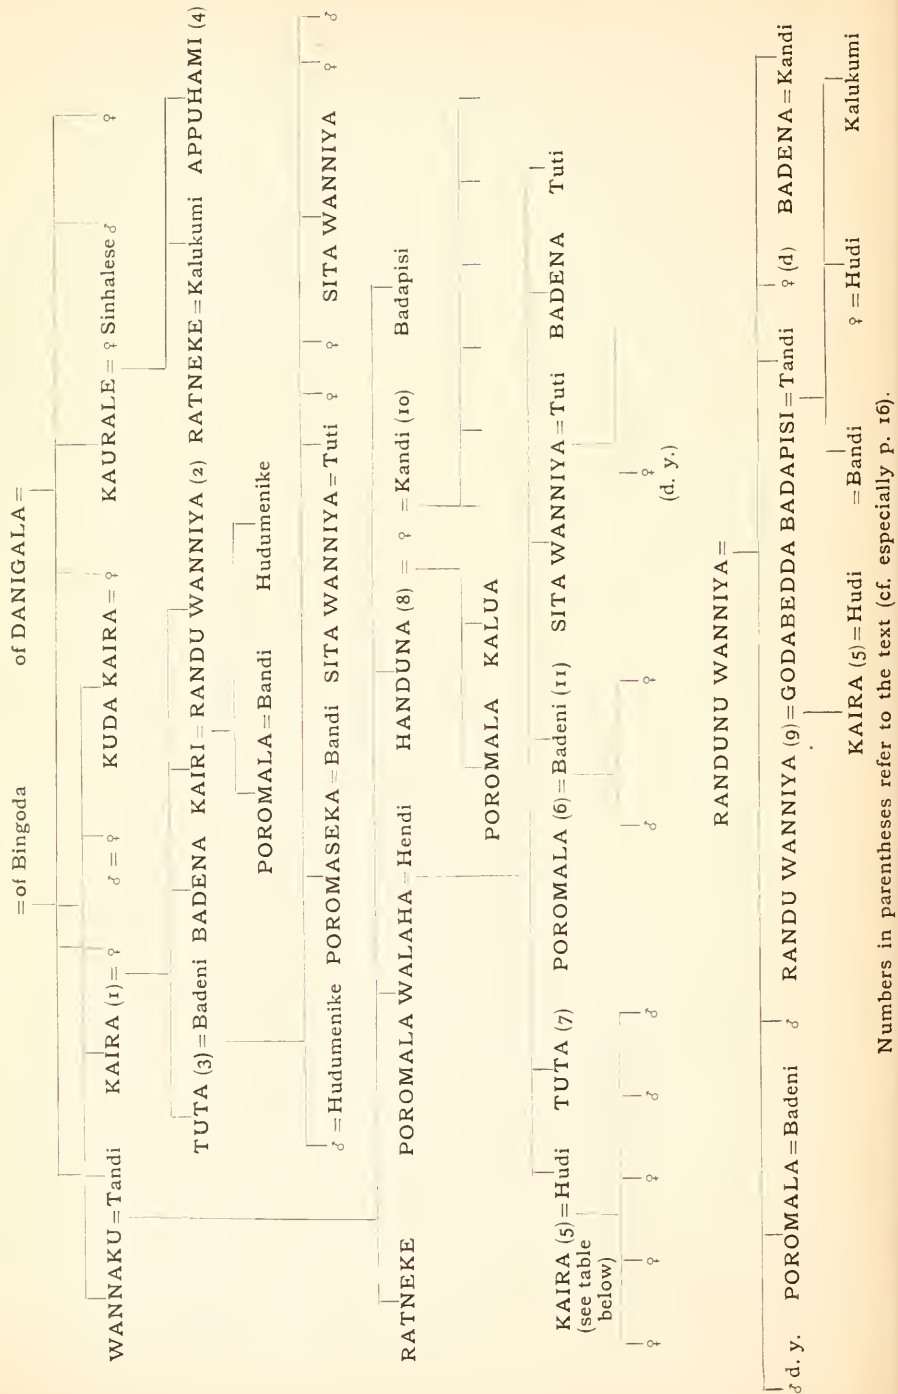 =of Bingoda of DANIGALA=
WANNAKU=Tandi KAIRA (1)=♀ ♂=♀ KUDA KAIRA=♀ KAURALE=♀ Sinhalese ♂ ♀
TUTA (3)=Badeni BADENA KAIRI=RANDU WANNIYA (2) RATNEKE=Kalukumi APPUHAMI (4)
POROMALA=Bandi Hudumenike
♂=Hudumenike POROMASEKA=Bandi SITA WANNIYA=Tuti ♀ ♀ SITA WANNIYA ♀ ♂
RATNEKE POROMALA WALAHA=Hendi HANDUNA (8) = ♀ =Kandi (10) Badapisi
POROMALA KALUA
KAIRA (5)=Hudi TUTA (7) POROMALA (6)=Badeni (11) SITA WANNIYA=Tuti BADENA Tuti
(see table
below)
♀ ♀ ♀ ♂ ♂ ♂ ♀ ♀
(d. y.)
RANDUNU WANNIYA=
♂ d. y. POROMALA=Badeni ♂ RANDU WANNIYA (9)=GODABEDDA BADAPISI=Tandi ♀ (d) BADENA=Kandi
KAIRA (5)=Hudi =Bandi ♀=Hudi Kalukumi
Numbers in parentheses refer to the text (cf. especially p. 16).